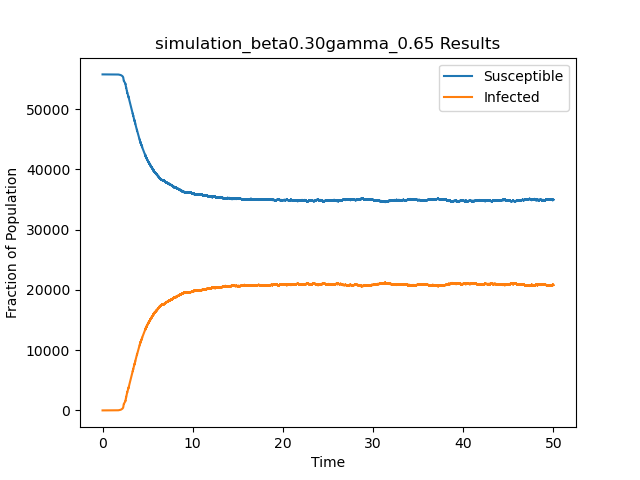 simulation_beta0.30gamma_0.65 Results
Susceptible
Infected
Fraction of Population
50000
40000
30000
20000
10000
0
0 10 20 30 40 50
Time